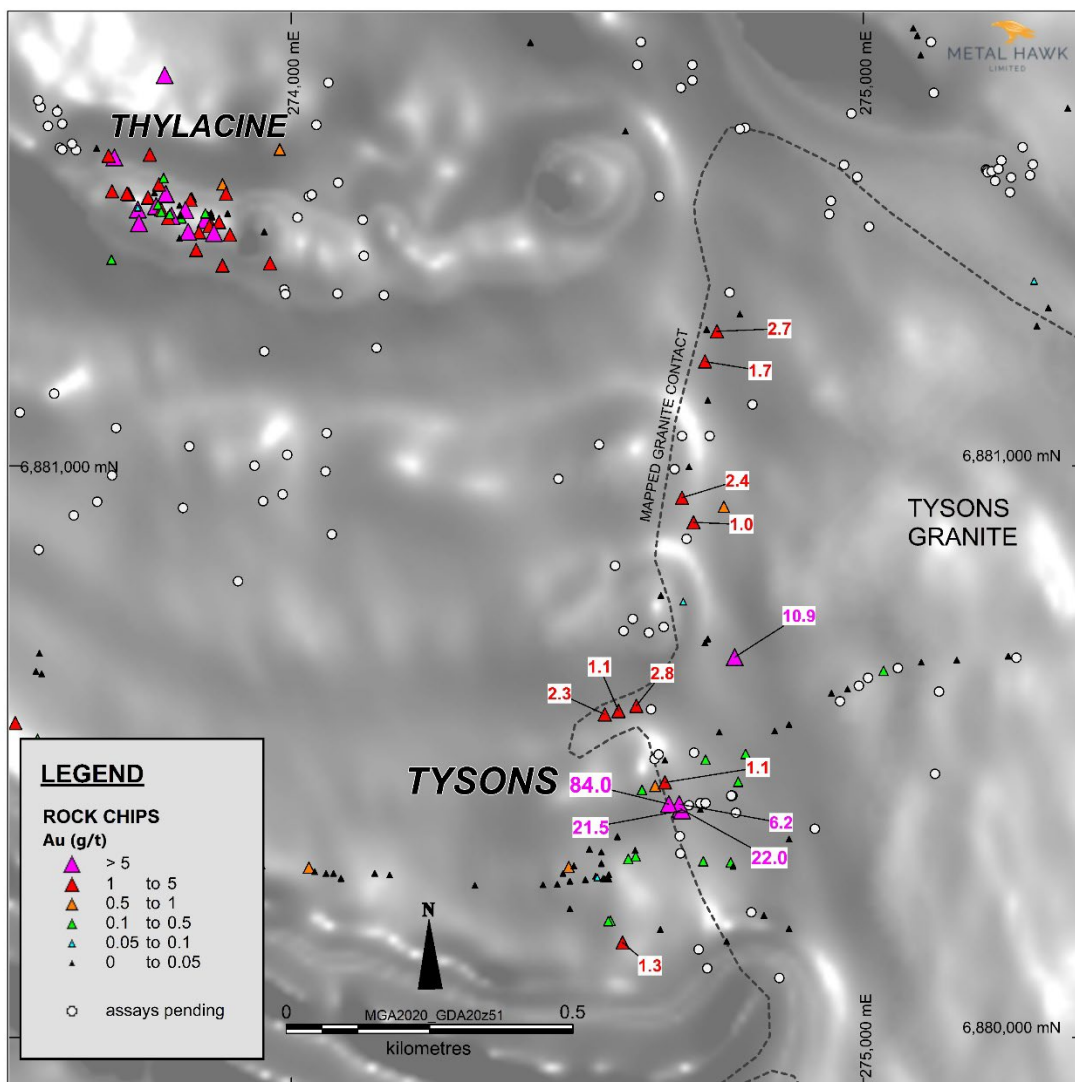 METAL HAWK
LIMITED
274,000 mE
275,000 mE
THYLACINE
2.7
1.7
MAPPED GRANITE CONTACT
6,881,000 mN
6,881,000 mN
2.4
1.0
TYSONS
GRANITE
10.9
2.8
1.1
2.3
TYSONS
1.1
84.0
6.2
21.5
22.0
1.3
LEGEND
ROCK CHIPS
Au (g/t)
> 5
1 to 5
0.5 to 1
0.1 to 0.5
0.05 to 0.1
0 to 0.05
assays pending
N
0 0.5
MGA2020_GDA20z51
kilometres
275,000 mE
6,880,000 mN